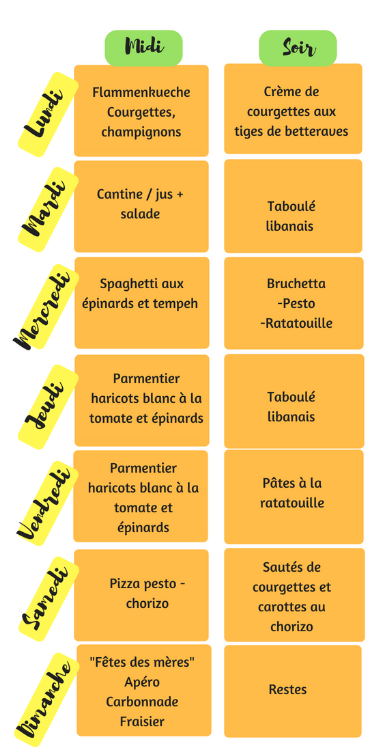 Midi
Soir
Lundi
Flammenkueche
Courgettes,
champignons
Crème de
courgettes aux
tiges de betteraves
Mardi
Cantine / jus +
salade
Taboulé
libanais
Mercredi
Spaghetti aux
épinards et tempeh
Bruchetta
-Pesto
-Ratatouille
Jeudi
Parmentier
haricots blanc à la
tomate et épinards
Taboulé
libanais
Vendredi
Parmentier
haricots blanc à la
tomate et
épinards
Pâtes à la
ratatouille
Samedi
Pizza pesto -
chorizo
Sautés de
courgettes et
carottes au
chorizo
Dimanche
"Fêtes des mères"
Apéro
Carbonnade
Fraisier
Restes